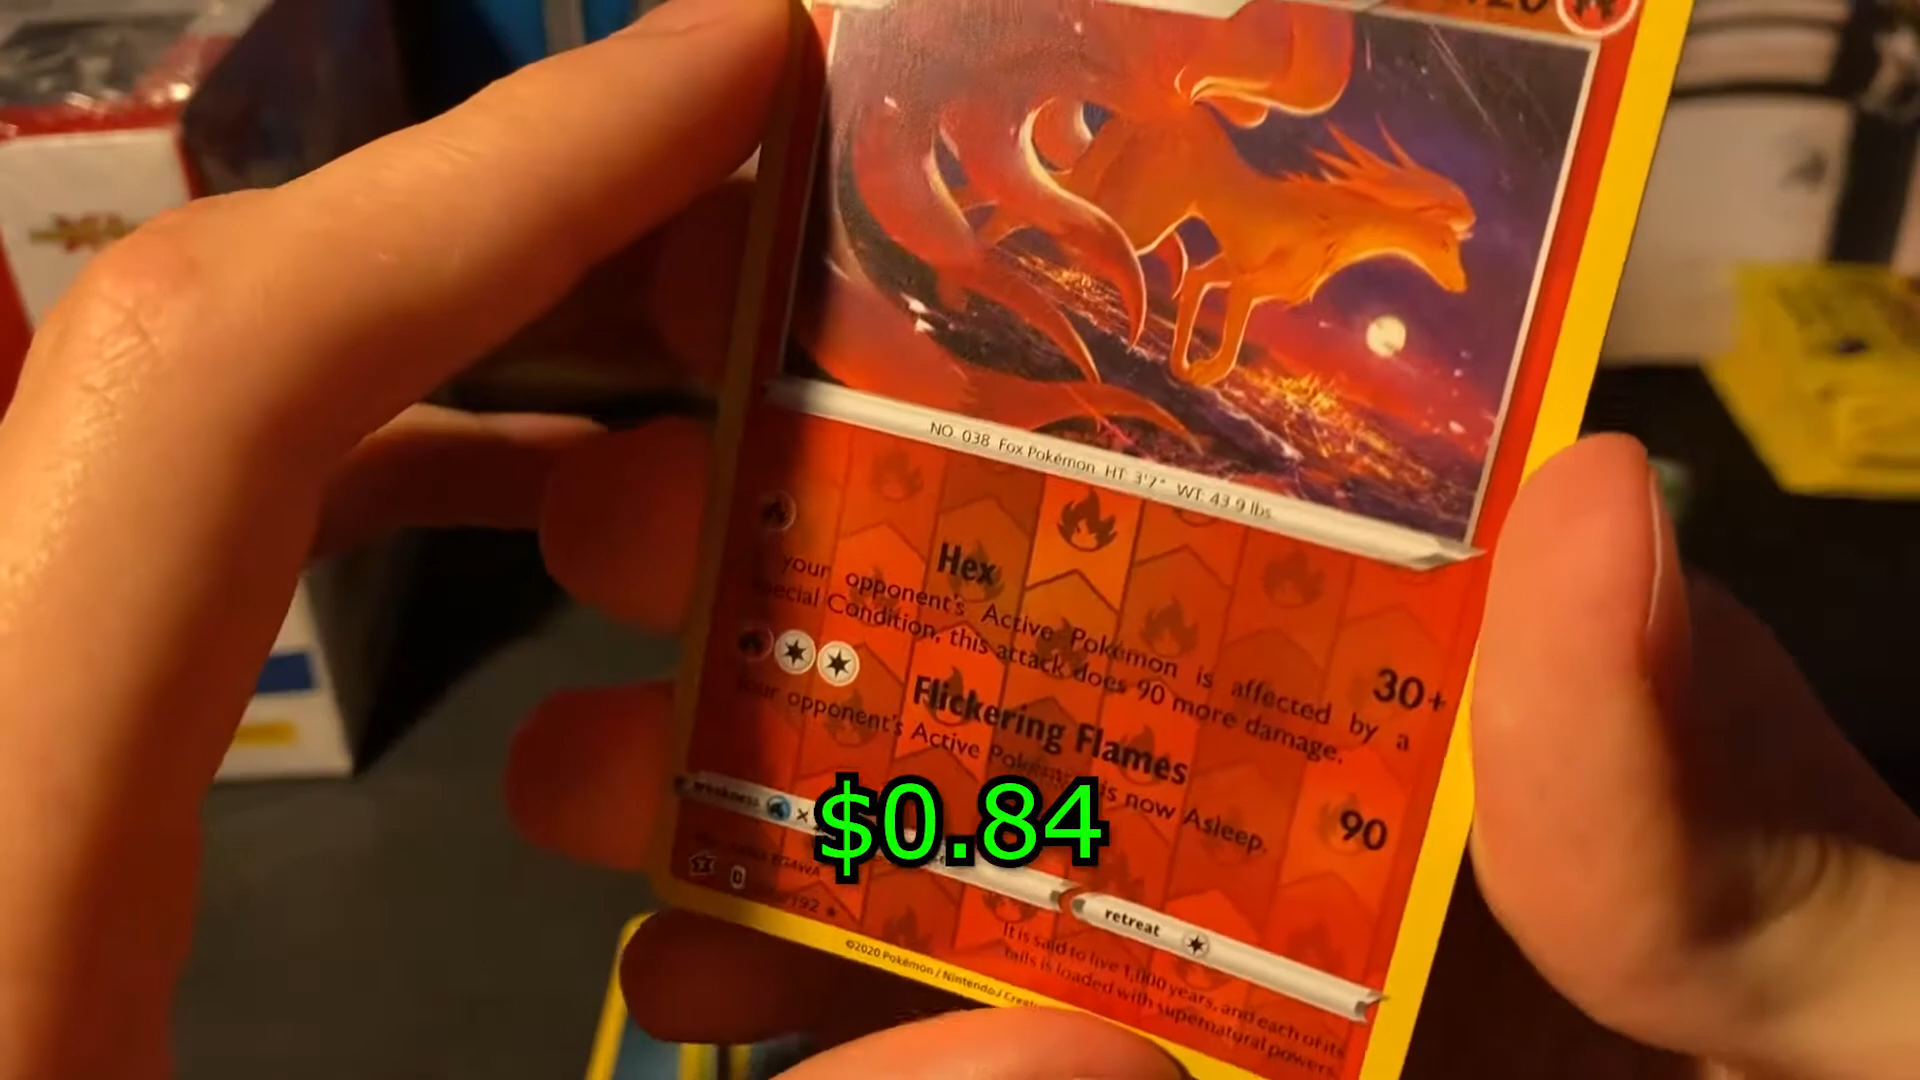 NO. 038 Fox Pokémon HT: 3'7" WT: 43.9 lbs.
Hex
30+
your opponent's Active Pokémon is affected by a
Special Condition, this attack does 90 more damage.
Flickering Flames
90
Your opponent's Active Pokémon is now Asleep.
$0.84
weakness ×
retreat
D
/192 ★
It is said to live 1,000 years, and each of its
tails is loaded with supernatural powers.
©2020 Pokémon / Nintendo /